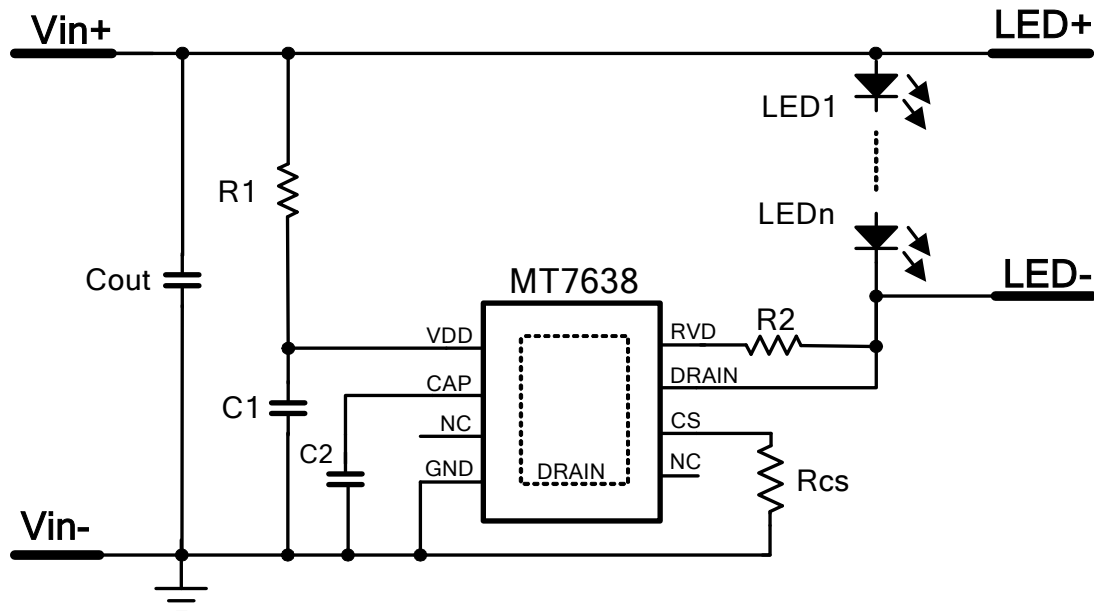 Vin+
LED+
LED1
R1
LEDn
Cout
MT7638
LED-
VDD
RVD
R2
CAP
DRAIN
C1
NC
CS
C2
GND
DRAIN
NC
Rcs
Vin-